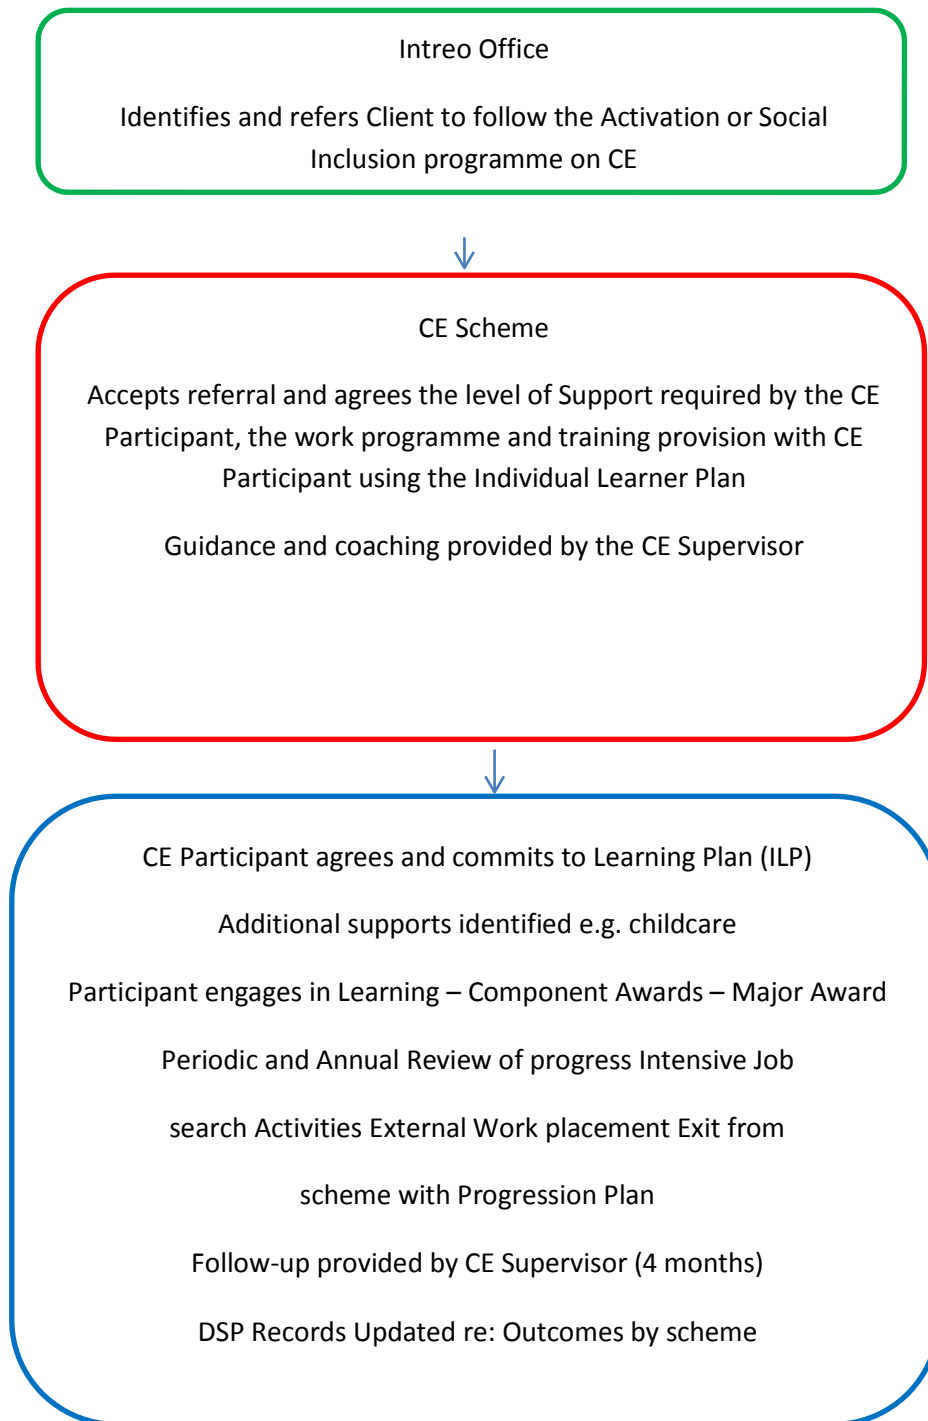 Intreo Office
Identifies and refers Client to follow the Activation or Social
Inclusion programme on CE
CE Scheme
Accepts referral and agrees the level of Support required by the CE
Participant, the work programme and training provision with CE
Participant using the Individual Learner Plan
Guidance and coaching provided by the CE Supervisor
CE Participant agrees and commits to Learning Plan (ILP)
Additional supports identified e.g. childcare
Participant engages in Learning – Component Awards – Major Award
Periodic and Annual Review of progress Intensive Job
search Activities External Work placement Exit from
scheme with Progression Plan
Follow-up provided by CE Supervisor (4 months)
DSP Records Updated re: Outcomes by scheme